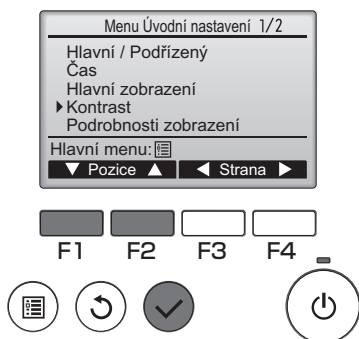 Menu Úvodní nastavení 1/2
Hlavní / Podřízený
Čas
Hlavní zobrazení
Kontrast
Podrobnosti zobrazení
Hlavní menu:
▼ Pozice ▲ ◀ Strana ▶
F1 F2 F3 F4